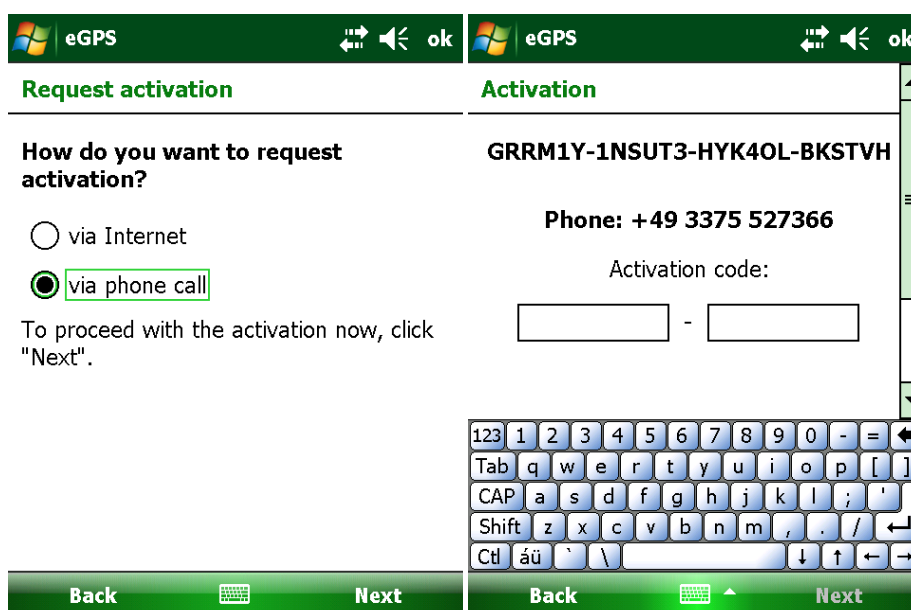 eGPS
ok
Request activation
How do you want to request
activation?
via Internet
via phone call
To proceed with the activation now, click
"Next".
Back
Next
eGPS
ok
Activation
GRRM1Y-1NSUT3-HYK4OL-BKSTVH
Phone: +49 3375 527366
Activation code:
-
123 1 2 3 4 5 6 7 8 9 0 - =
Tab q w e r t y u i o p [ ]
CAP a s d f g h j k l ; '
Shift z x c v b n m , . /
Ctl áü ` \
Back
Next